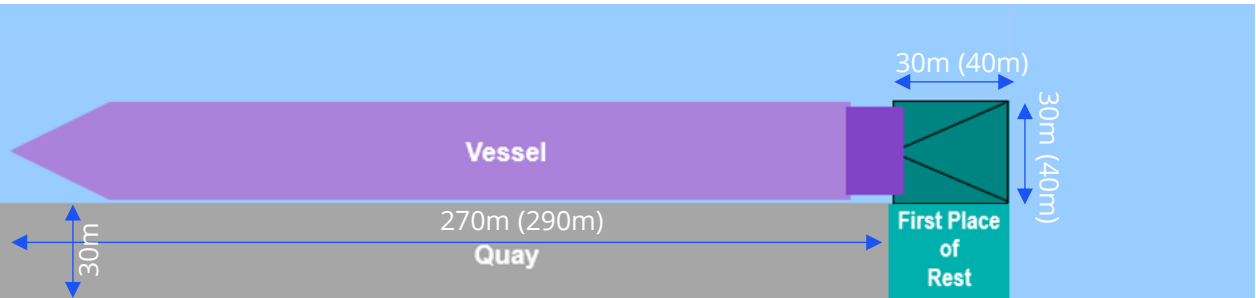 30m (40m)
30m (40m)
Vessel
270m (290m)
30m
Quay
First Place
of
Rest